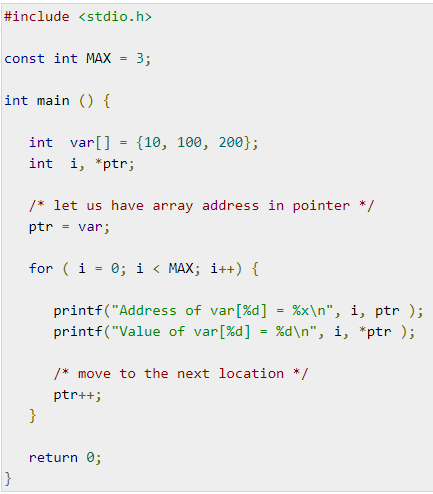 #include <stdio.h>
const int MAX = 3;
int main () {
int  var[] = {10, 100, 200};
int  i, *ptr;
/* let us have array address in pointer */
ptr = var;
for ( i = 0; i < MAX; i++) {
printf("Address of var[%d] = %x\n", i, ptr );
printf("Value of var[%d] = %d\n", i, *ptr );
/* move to the next location */
ptr++;
}
return 0;
}